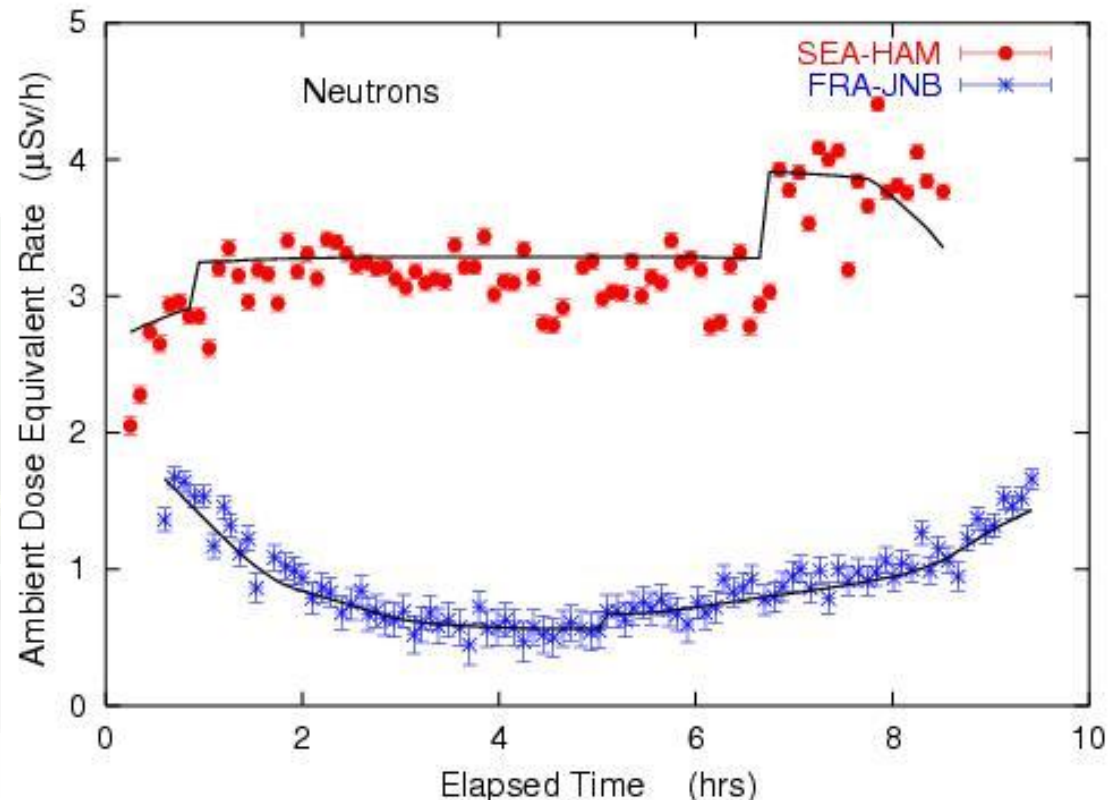 5
4
3
2
1
0
Ambient Dose Equivalent Rate (µSv/h)
Neutrons
SEA-HAM
FRA-JNB
0 2 4 6 8 10
Elapsed Time (hrs)